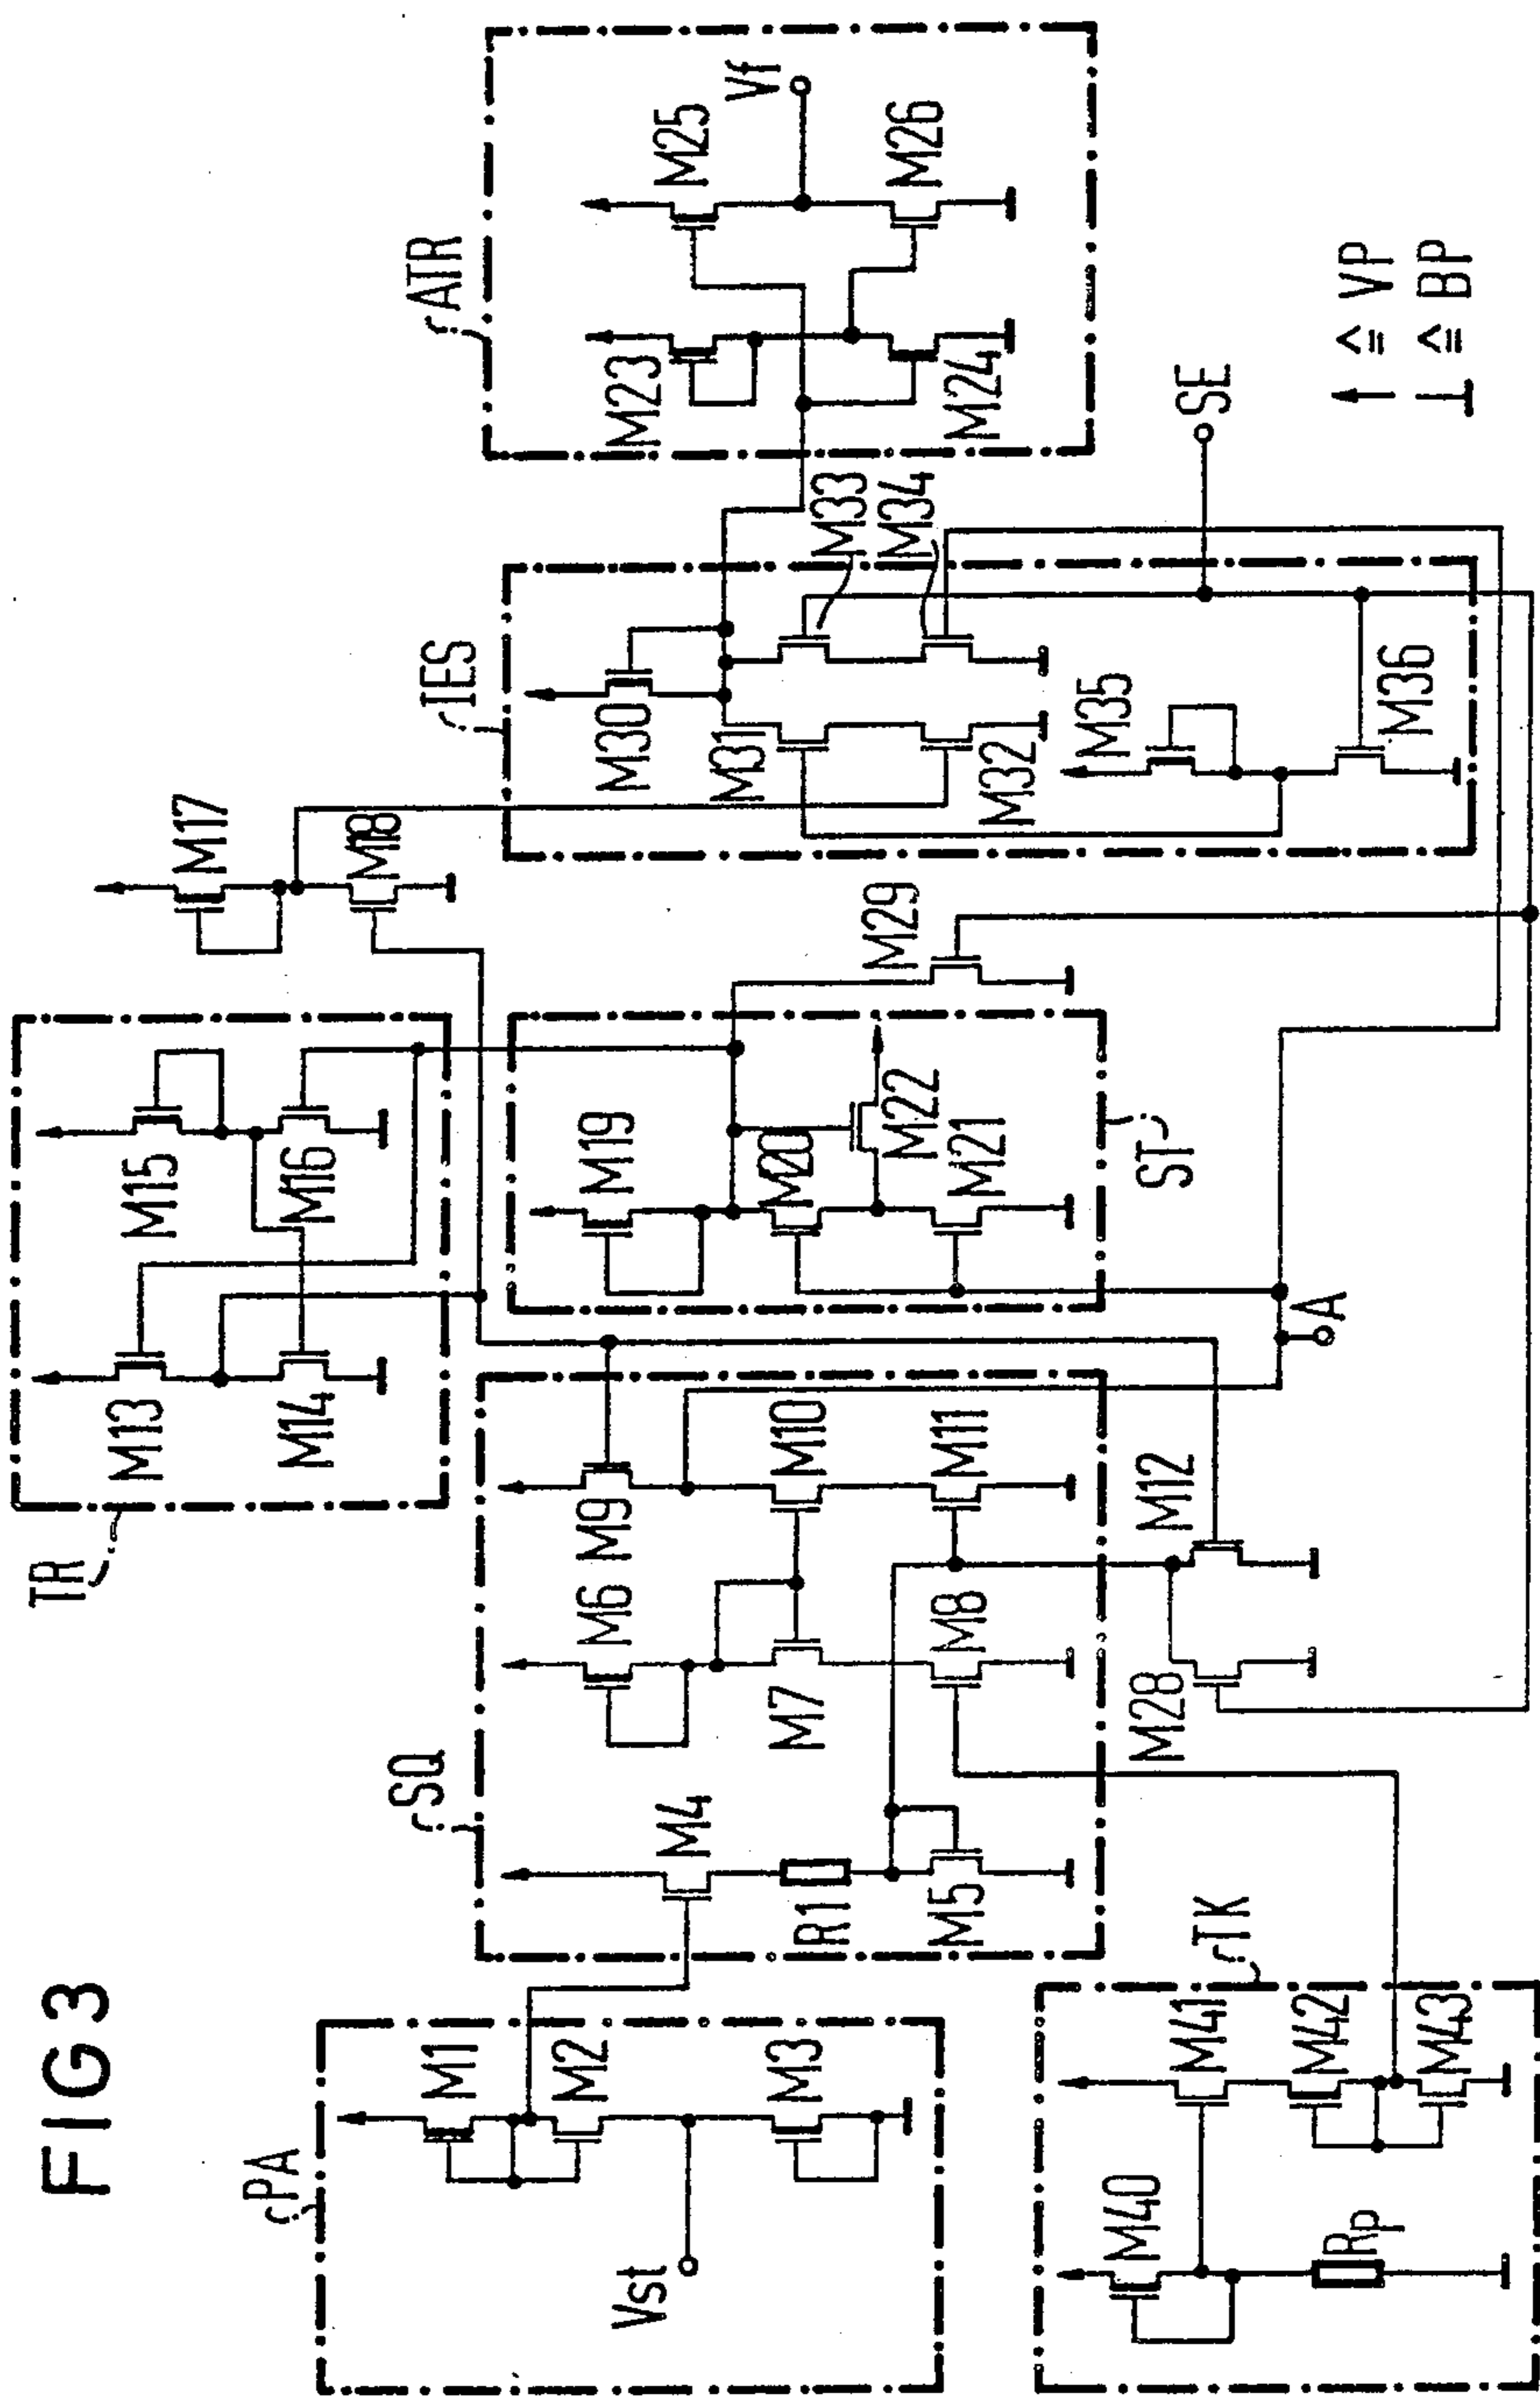 FIG 3
PA
M1
M2
M3
Vst
TK
M40
M41
M42
M43
Rp
SQ
M4
R1
M5
M6
M7
M8
M9
M10
M11
M12
M28
A
TR
M13
M14
M15
M16
M17
M18
ST
M19
M20
M21
M22
M29
IES
M30
M31
M32
M33
M34
M35
M36
SE
ATR
M23
M24
M25
M26
Vf
≙ VP
≙ BP